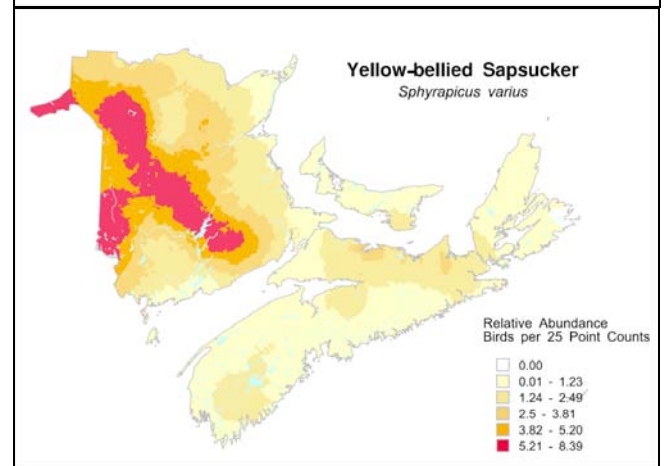 Yellow-bellied Sapsucker
Sphyrapicus varius
Relative Abundance
Birds per 25 Point Counts
0.00
0.01 - 1.23
1.24 - 2.49
2.5 - 3.81
3.82 - 5.20
5.21 - 8.39